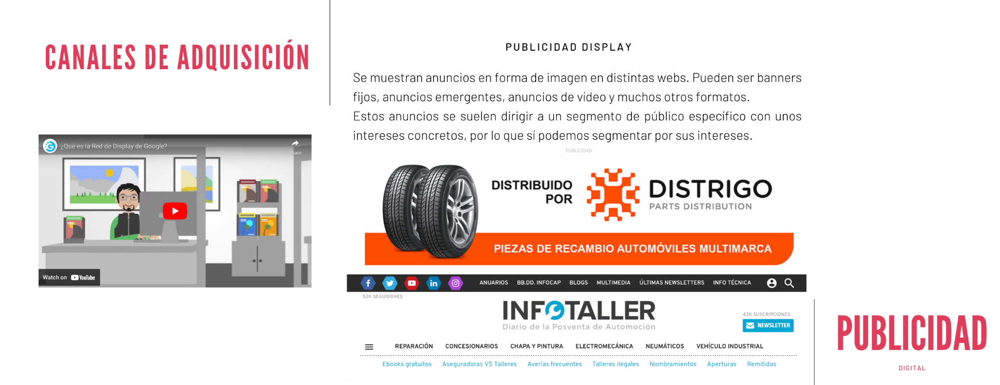 CANALES DE ADQUISICIÓN
¿Qué es la Red de Display de Google?
Share
Watch on YouTube
PUBLICIDAD DISPLAY
Se muestran anuncios en forma de imagen en distintas webs. Pueden ser banners
fijos, anuncios emergentes, anuncios de vídeo y muchos otros formatos.
Estos anuncios se suelen dirigir a un segmento de público específico con unos
intereses concretos, por lo que sí podemos segmentar por sus intereses.
PUBLICIDAD
DISTRIBUIDO
POR
DISTRIGO
PARTS DISTRIBUTION
PIEZAS DE RECAMBIO AUTOMÓVILES MULTIMARCA
ANUARIOS BB.DD. INFOCAP BLOGS MULTIMEDIA ÚLTIMAS NEWSLETTERS INFO TÉCNICA
52K SEGUIDORES
INFOTALLER
Diario de la Posventa de Automoción
43K SUSCRIPCIONES
NEWSLETTER
REPARACIÓN CONCESIONARIOS CHAPA Y PINTURA ELECTROMECÁNICA NEUMÁTICOS VEHÍCULO INDUSTRIAL
Ebooks gratuitos Aseguradoras VS Talleres Averías frecuentes Talleres ilegales Nombramientos Aperturas Remitidas
PUBLICIDAD
DIGITAL